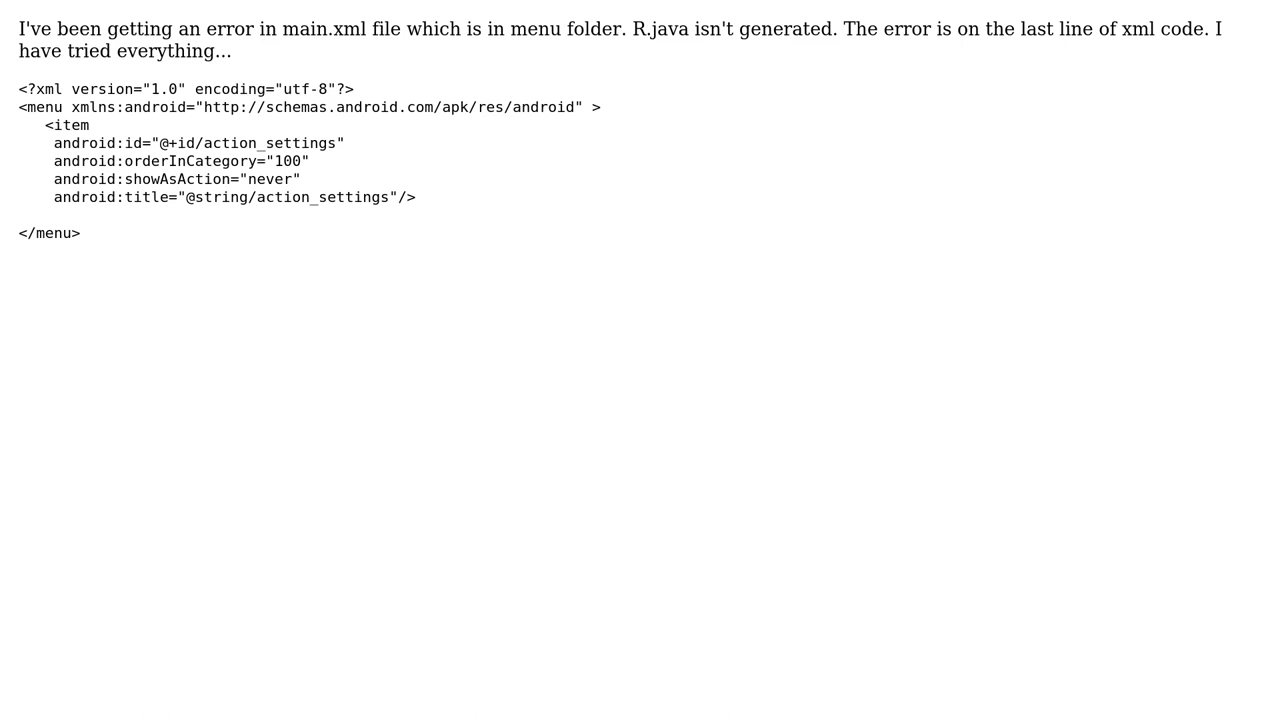 I've been getting an error in main.xml file which is in menu folder. R.java isn't generated. The error is on the last line of xml code. I
have tried everything...
<?xml version="1.0" encoding="utf-8"?>
<menu xmlns:android="http://schemas.android.com/apk/res/android" >
   <item
    android:id="@+id/action_settings"
    android:orderInCategory="100"
    android:showAsAction="never"
    android:title="@string/action_settings"/>
</menu>